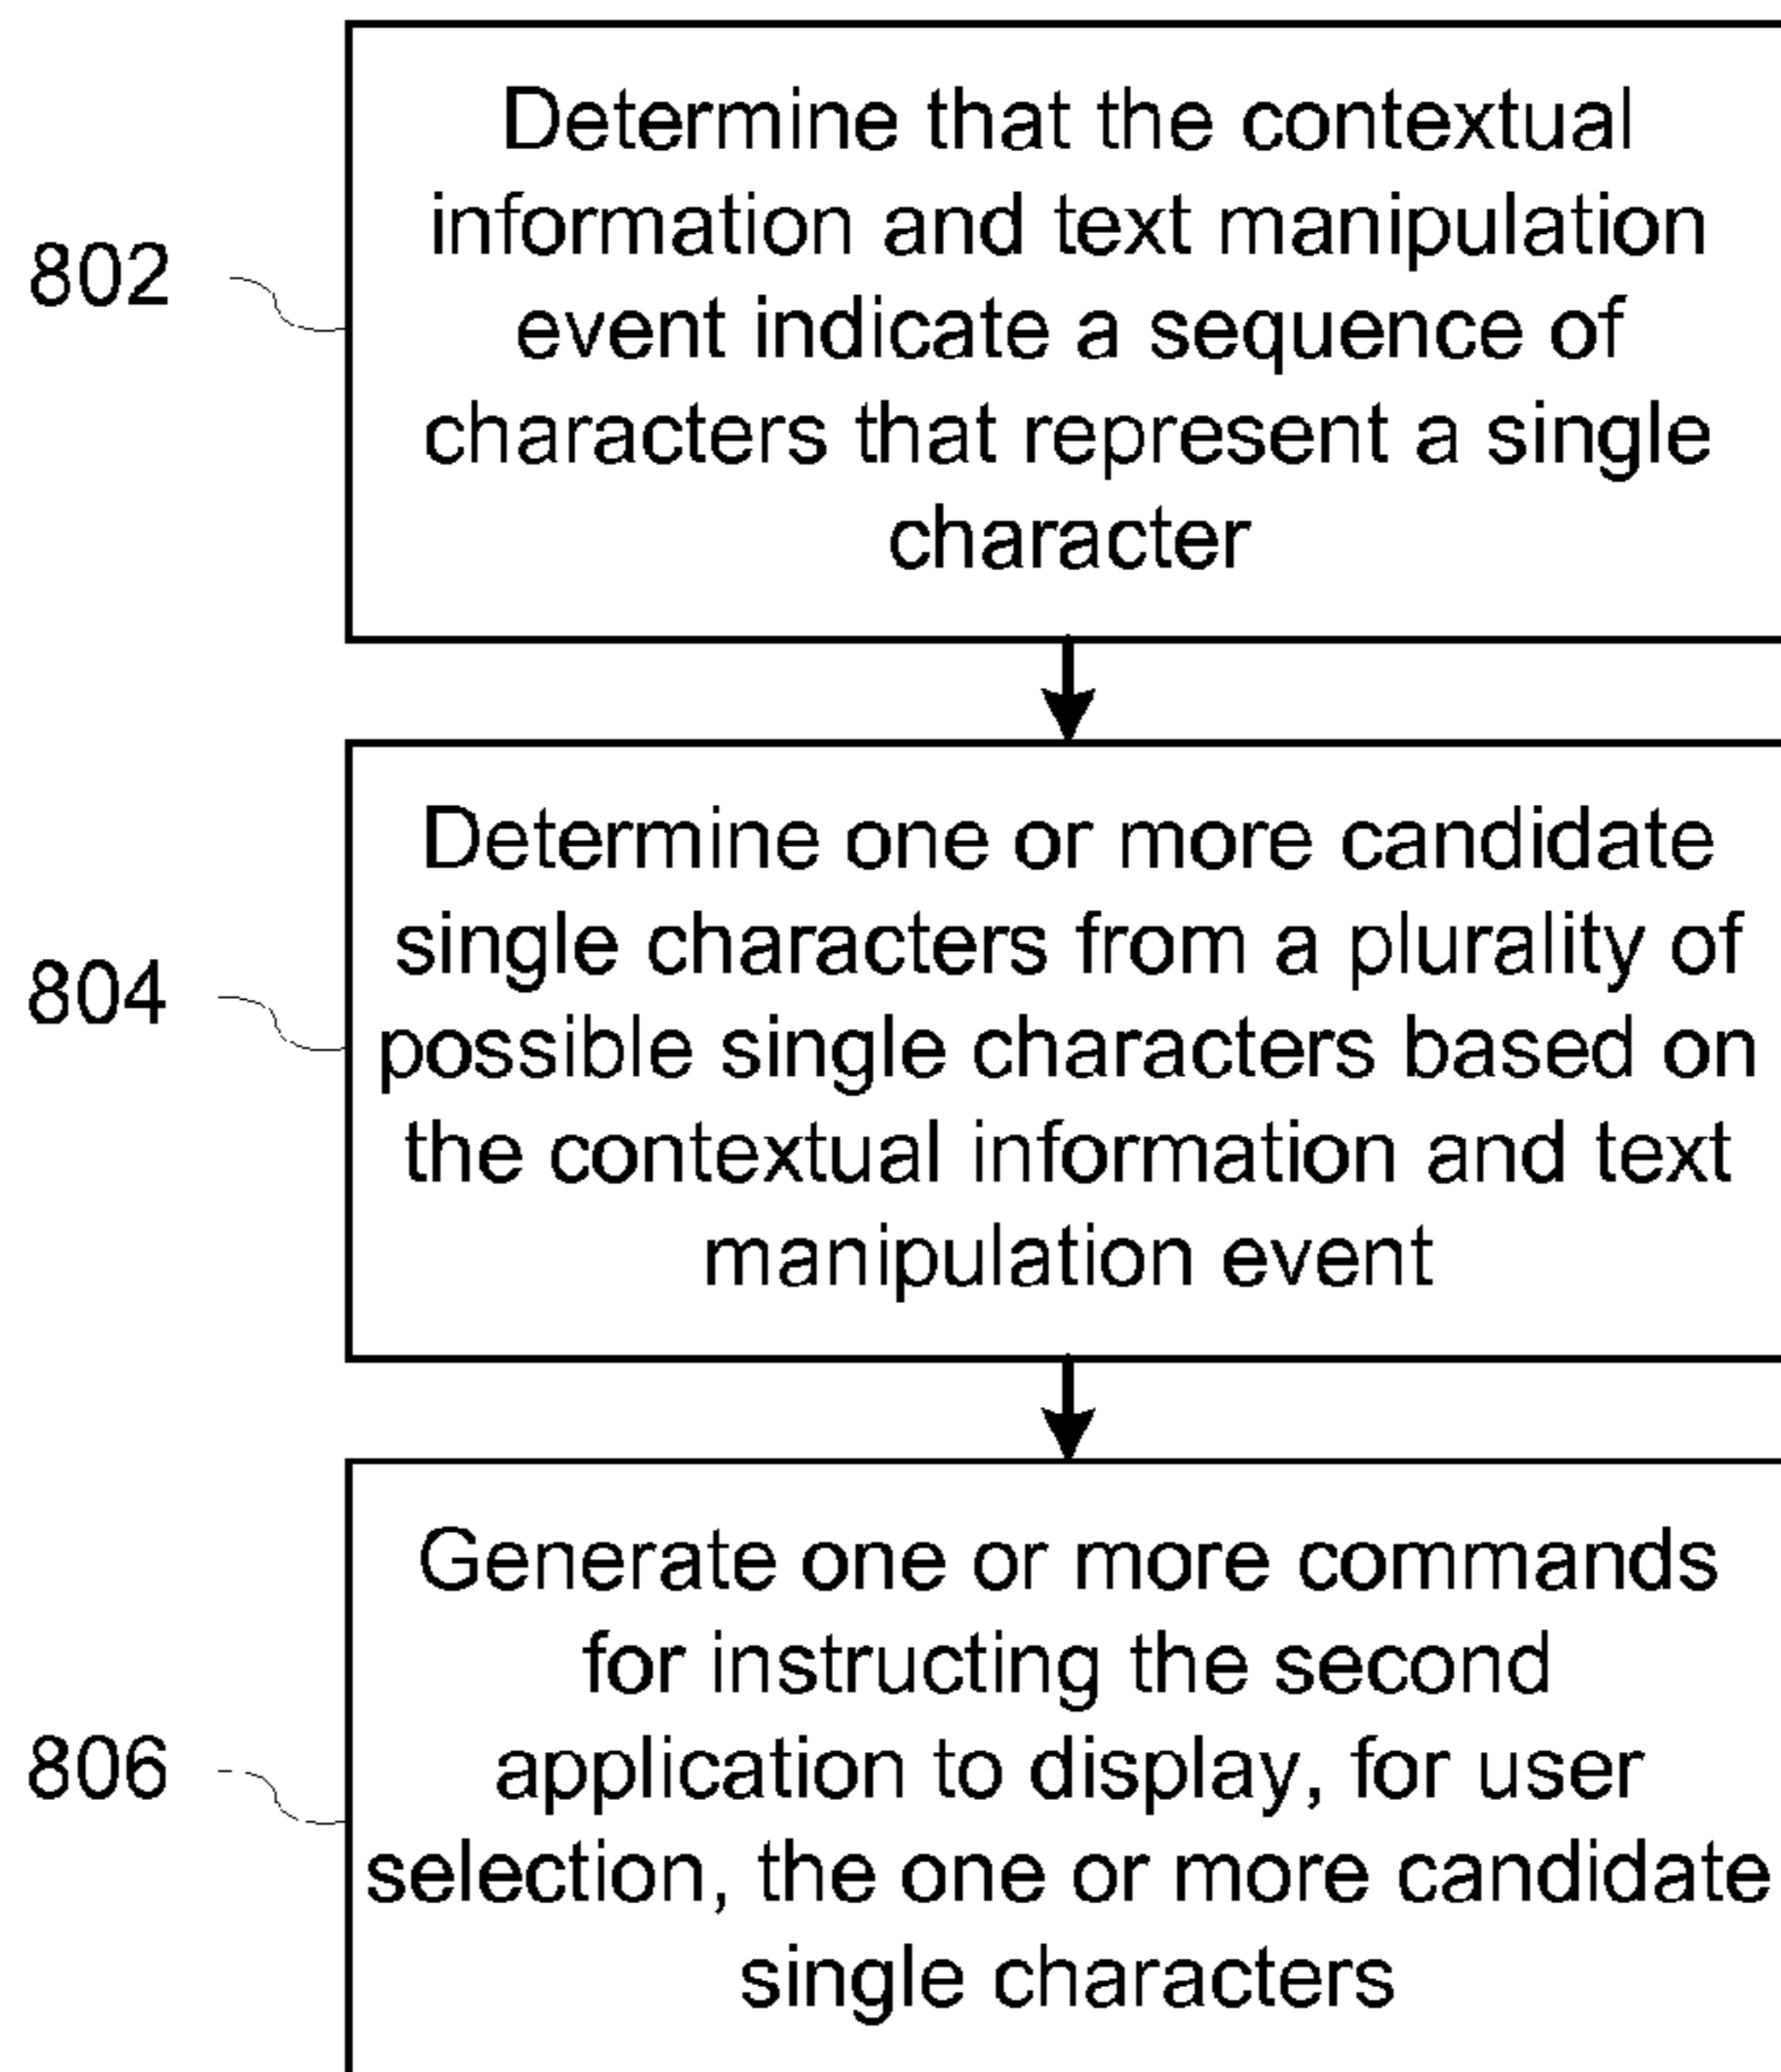 Determine that the contextual
information and text manipulation
802
event indicate a sequence of
characters that represent a single
character
Determine one or more candidate
single characters from a plurality of
804
possible single characters based on
the contextual information and text
manipulation event
Generate one or more commands
for instructing the second
806
application to display, for user
selection, the one or more candidate
single characters